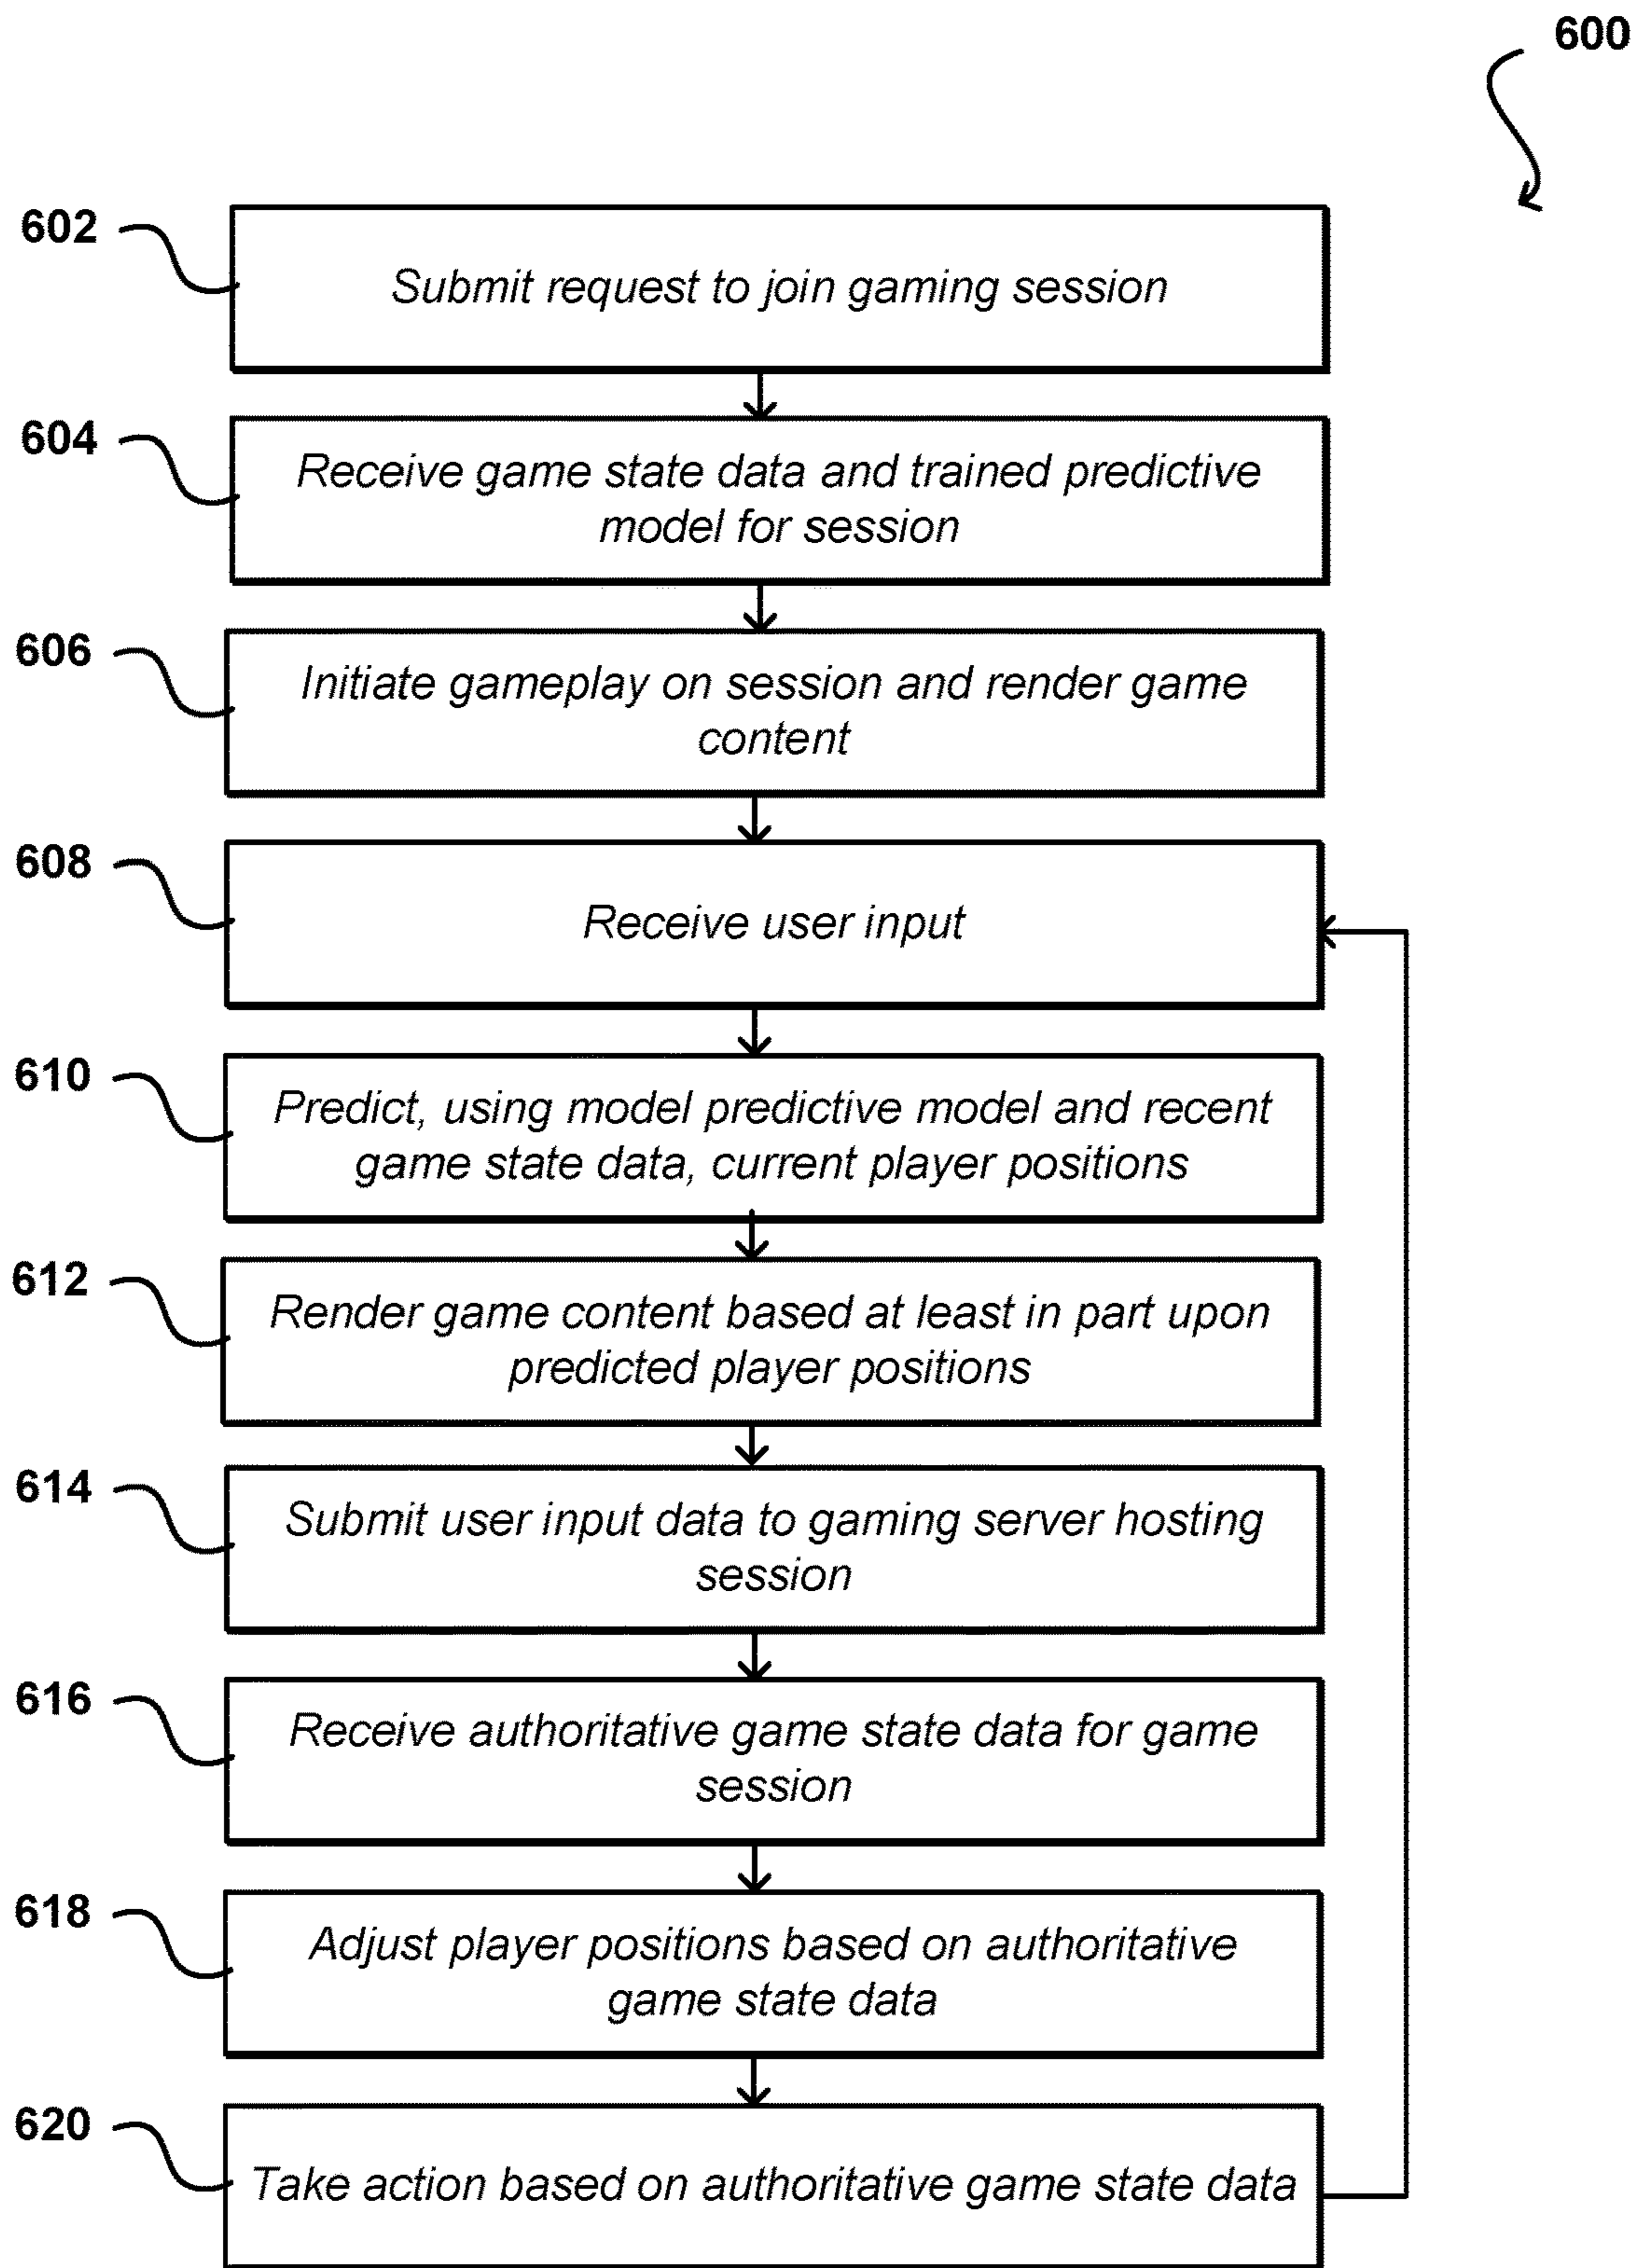 600
602
Submit request to join gaming session
604
Receive game state data and trained predictive
model for session
606
Initiate gameplay on session and render game
content
608
Receive user input
610
Predict, using model predictive model and recent
game state data, current player positions
612
Render game content based at least in part upon
predicted player positions
614
Submit user input data to gaming server hosting
session
616
Receive authoritative game state data for game
session
618
Adjust player positions based on authoritative
game state data
620
Take action based on authoritative game state data